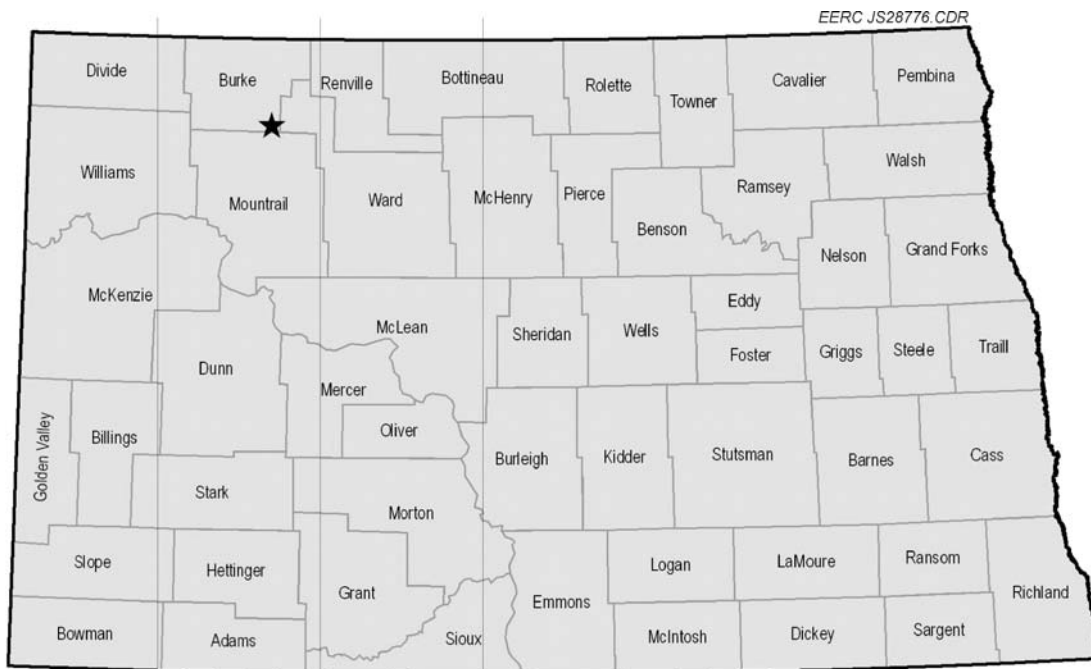 EERC JS28776.CDR
Divide
Burke
Renville
Bottineau
Rolette
Towner
Cavalier
Pembina
Williams
Mountrail
Ward
McHenry
Pierce
Benson
Ramsey
Walsh
Nelson
Grand Forks
McKenzie
Dunn
McLean
Mercer
Oliver
Sheridan
Wells
Eddy
Foster
Griggs
Steele
Traill
Golden Valley
Billings
Stark
Morton
Burleigh
Kidder
Stutsman
Barnes
Cass
Slope
Hettinger
Grant
Sioux
Emmons
Logan
LaMoure
Ransom
Richland
Bowman
Adams
McIntosh
Dickey
Sargent